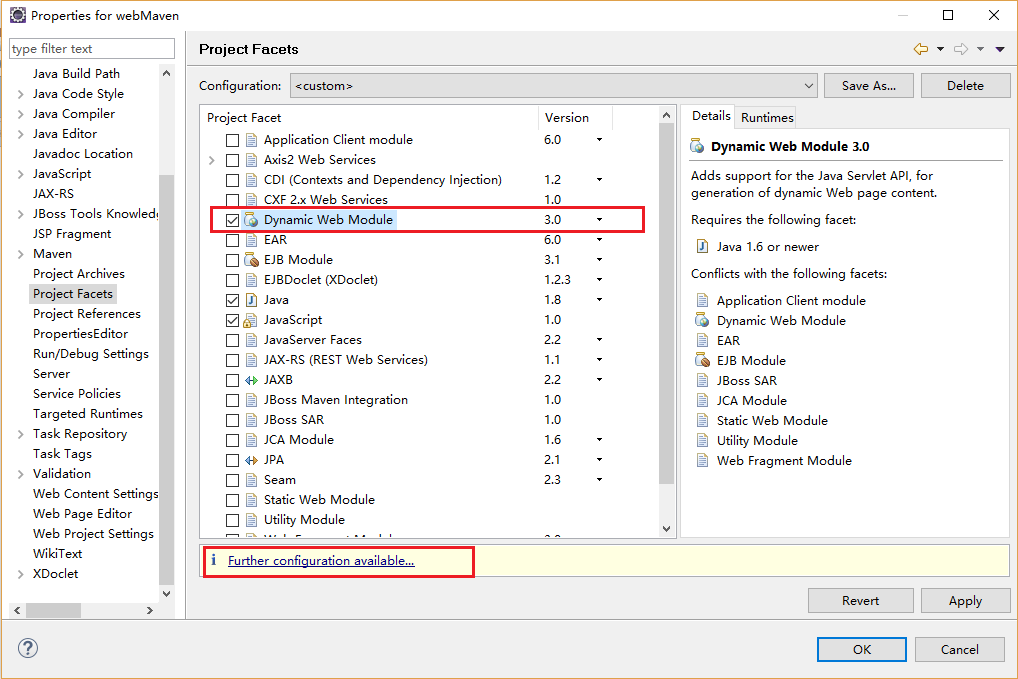 Properties for webMaven
type filter text
Java Build Path
Java Code Style
Java Compiler
Java Editor
Javadoc Location
JavaScript
JAX-RS
JBoss Tools Knowledg
JSP Fragment
Maven
Project Archives
Project Facets
Project References
PropertiesEditor
Run/Debug Settings
Server
Service Policies
Targeted Runtimes
Task Repository
Task Tags
Validation
Web Content Settings
Web Page Editor
Web Project Settings
WikiText
XDoclet
Project Facets
Configuration: <custom> Save As... Delete
Project Facet Version
Application Client module 6.0
Axis2 Web Services
CDI (Contexts and Dependency Injection) 1.2
CXF 2.x Web Services 1.0
Dynamic Web Module 3.0
EAR 6.0
EJB Module 3.1
EJBDoclet (XDoclet) 1.2.3
Java 1.8
JavaScript 1.0
JavaServer Faces 2.2
JAX-RS (REST Web Services) 1.1
JAXB 2.2
JBoss Maven Integration 1.0
JBoss SAR 1.0
JCA Module 1.6
JPA 2.1
Seam 2.3
Static Web Module
Utility Module
Details Runtimes
Dynamic Web Module 3.0
Adds support for the Java Servlet API, for
generation of dynamic Web page content.
Requires the following facet:
Java 1.6 or newer
Conflicts with the following facets:
Application Client module
Dynamic Web Module
EAR
EJB Module
JBoss SAR
JCA Module
Static Web Module
Utility Module
Web Fragment Module
Further configuration available...
Revert Apply
OK Cancel